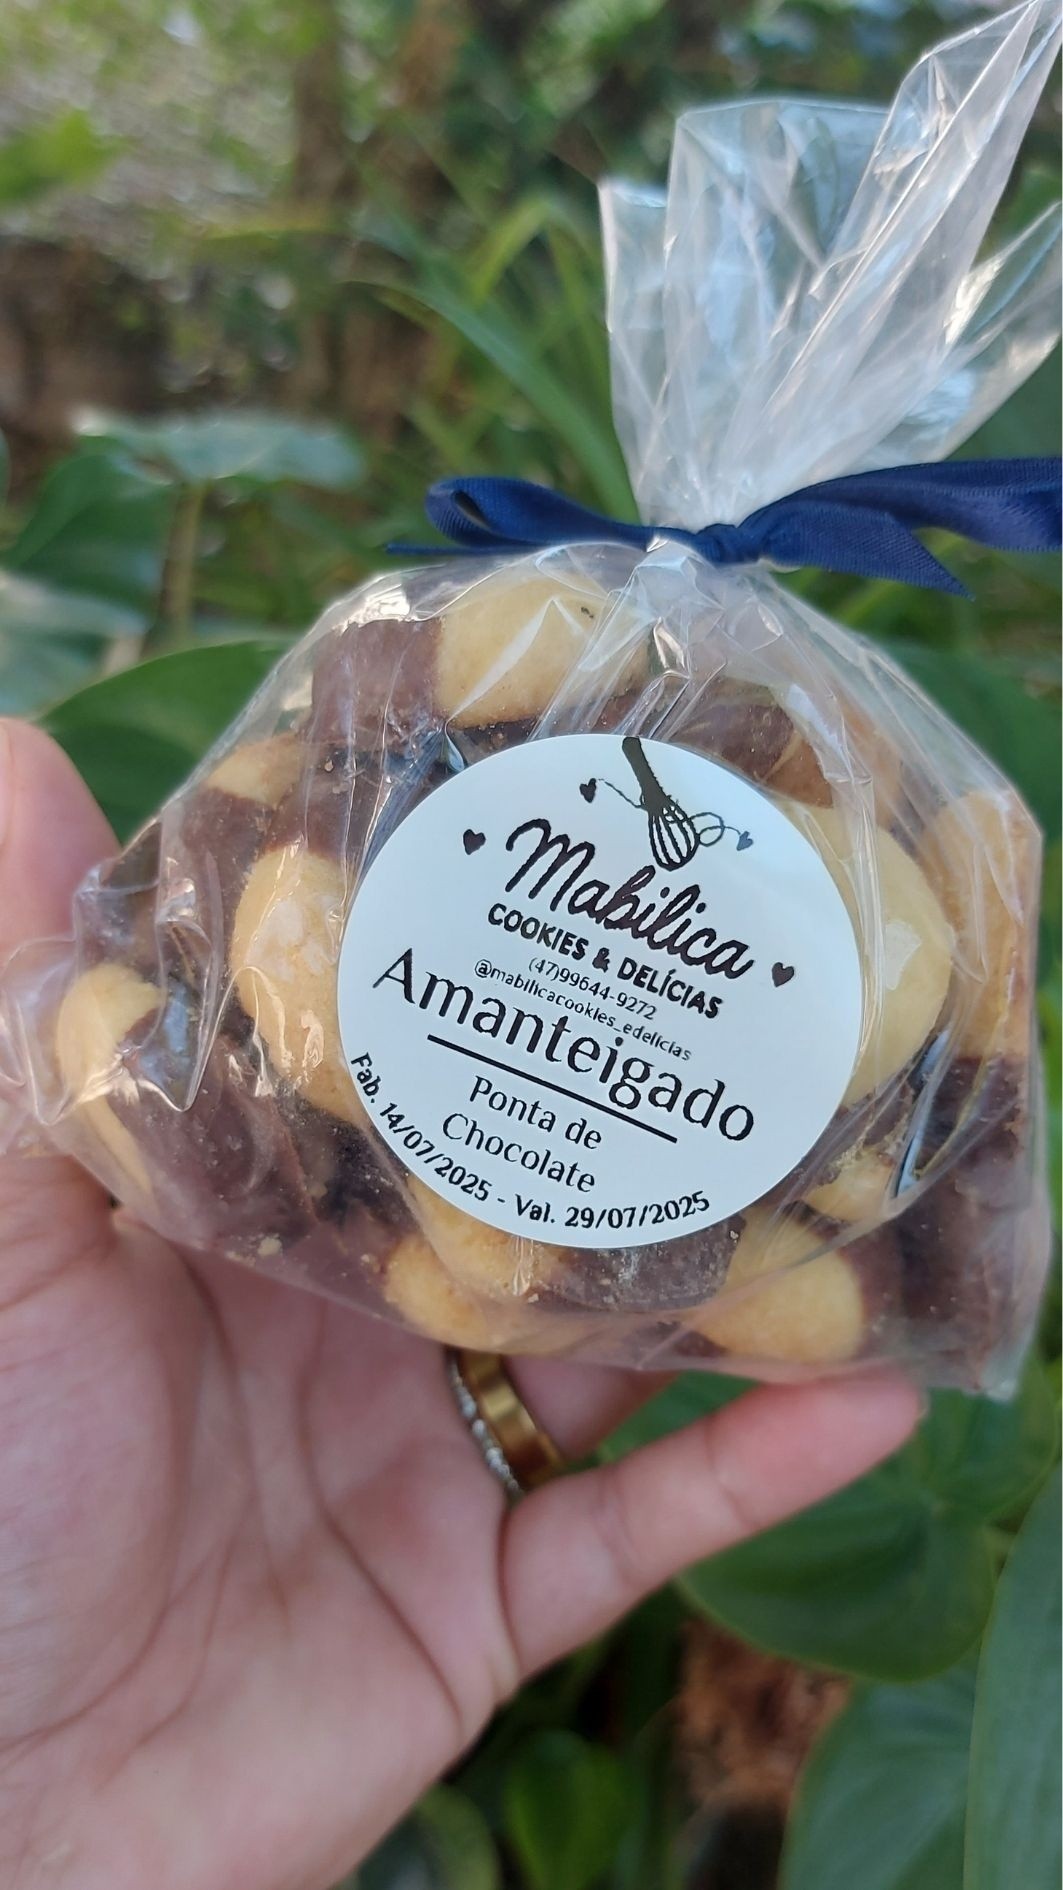 Mabilica
COOKIES & DELÍCIAS
(47)99644-9272
@mabilicacookies_edelicias
Amanteigado
Ponta de
Chocolate
Fab. 14/07/2025 - Val. 29/07/2025